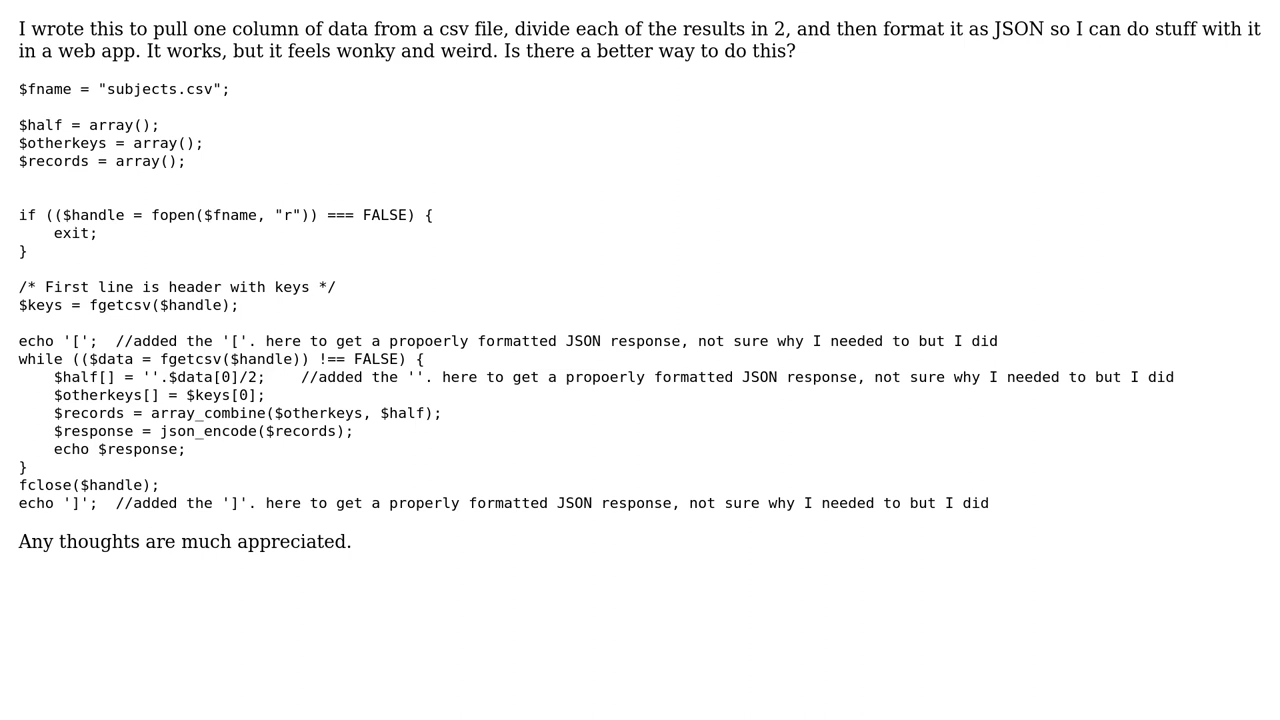 I wrote this to pull one column of data from a csv file, divide each of the results in 2, and then format it as JSON so I can do stuff with it
in a web app. It works, but it feels wonky and weird. Is there a better way to do this?
$fname = "subjects.csv";
$half = array();
$otherkeys = array();
$records = array();
if (($handle = fopen($fname, "r")) === FALSE) {
    exit;
}
/* First line is header with keys */
$keys = fgetcsv($handle);
echo '[';  //added the '['. here to get a propoerly formatted JSON response, not sure why I needed to but I did
while (($data = fgetcsv($handle)) !== FALSE) {
    $half[] = ''.$data[0]/2;    //added the ''. here to get a propoerly formatted JSON response, not sure why I needed to but I did
    $otherkeys[] = $keys[0];
    $records = array_combine($otherkeys, $half);
    $response = json_encode($records);
    echo $response;
}
fclose($handle);
echo ']';  //added the ']'. here to get a properly formatted JSON response, not sure why I needed to but I did
Any thoughts are much appreciated.